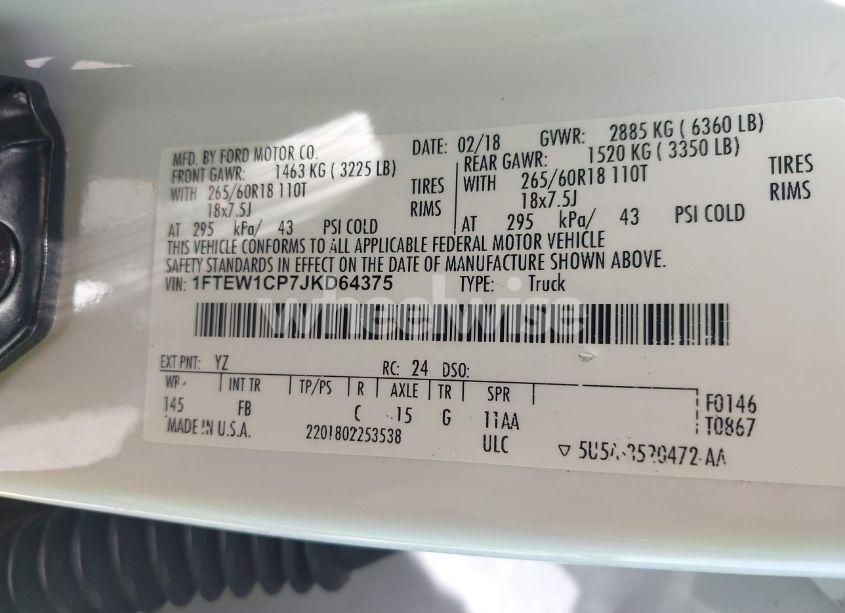 MFD. BY FORD MOTOR CO. DATE: 02/18 GVWR: 2885 KG ( 6360 LB)
FRONT GAWR: 1463 KG ( 3225 LB) REAR GAWR: 1520 KG ( 3350 LB)
WITH 265/60R18 110T TIRES WITH 265/60R18 110T TIRES
18x7.5J RIMS 18x7.5J RIMS
AT 295 kPa/ 43 PSI COLD AT 295 kPa/ 43 PSI COLD
THIS VEHICLE CONFORMS TO ALL APPLICABLE FEDERAL MOTOR VEHICLE
SAFETY STANDARDS IN EFFECT ON THE DATE OF MANUFACTURE SHOWN ABOVE.
VIN: 1FTEW1CP7JKD64375 TYPE: Truck
wheelwise
EXT PNT: YZ RC: 24 DSO:
WB INT TR TP/PS R AXLE TR SPR
145 FB C 15 G 11AA F0146
T0867
MADE IN U.S.A. 2201802253538 ULC